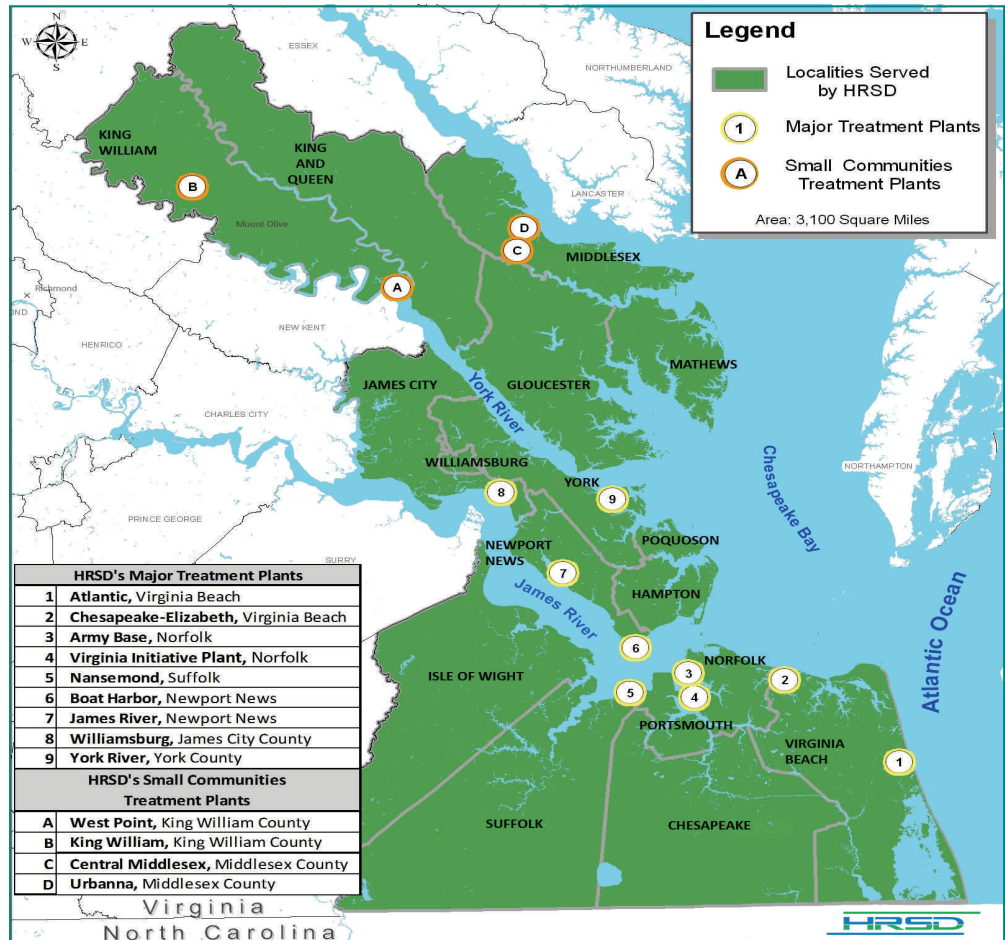 N
W E
S
ESSEX
NORTHUMBERLAND
LANCASTER
KING
WILLIAM
KING
AND
QUEEN
B
Mount Olive
D
C
MIDDLESEX
A
Richmond
OND
HENRICO
NEW KENT
CHARLES CITY
PRINCE GEORGE
SURRY
JAMES CITY
York River
GLOUCESTER
MATHEWS
WILLIAMSBURG
8
YORK
9
Chesapeake Bay
NORTHAMPTON
NEWPORT
NEWS
7
POQUOSON
HAMPTON
James River
6
ISLE OF WIGHT
5
3
NORFOLK
4
2
PORTSMOUTH
VIRGINIA
BEACH
1
SUFFOLK
CHESAPEAKE
Atlantic Ocean
Legend
Localities Served
by HRSD
1 Major Treatment Plants
A Small Communities
Treatment Plants
Area: 3,100 Square Miles
HRSD's Major Treatment Plants
1 Atlantic, Virginia Beach
2 Chesapeake-Elizabeth, Virginia Beach
3 Army Base, Norfolk
4 Virginia Initiative Plant, Norfolk
5 Nansemond, Suffolk
6 Boat Harbor, Newport News
7 James River, Newport News
8 Williamsburg, James City County
9 York River, York County
HRSD's Small Communities
Treatment Plants
A West Point, King William County
B King William, King William County
C Central Middlesex, Middlesex County
D Urbanna, Middlesex County
Virginia
North Carolina
HRSD